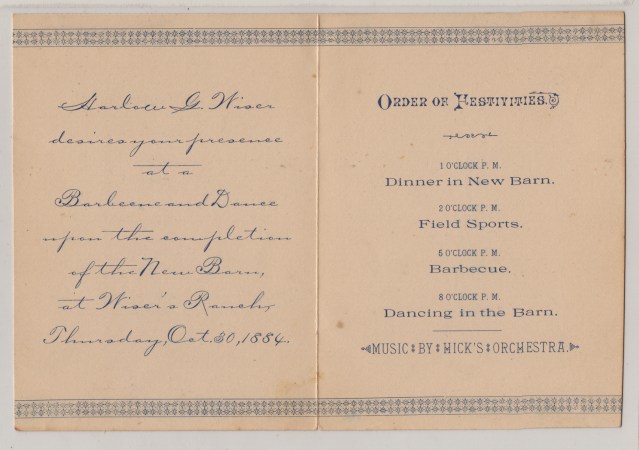 Harlow G. Wiser
desires your presence
at a
Barbecue and Dance
upon the completion
of the New Barn,
at Wiser's Ranch,
Thursday, Oct. 30, 1884.
ORDER OF FESTIVITIES.
1 O'CLOCK P. M.
Dinner in New Barn.
2 O'CLOCK P. M.
Field Sports.
5 O'CLOCK P. M.
Barbecue.
8 O'CLOCK P. M.
Dancing in the Barn.
MUSIC BY HICK'S ORCHESTRA.